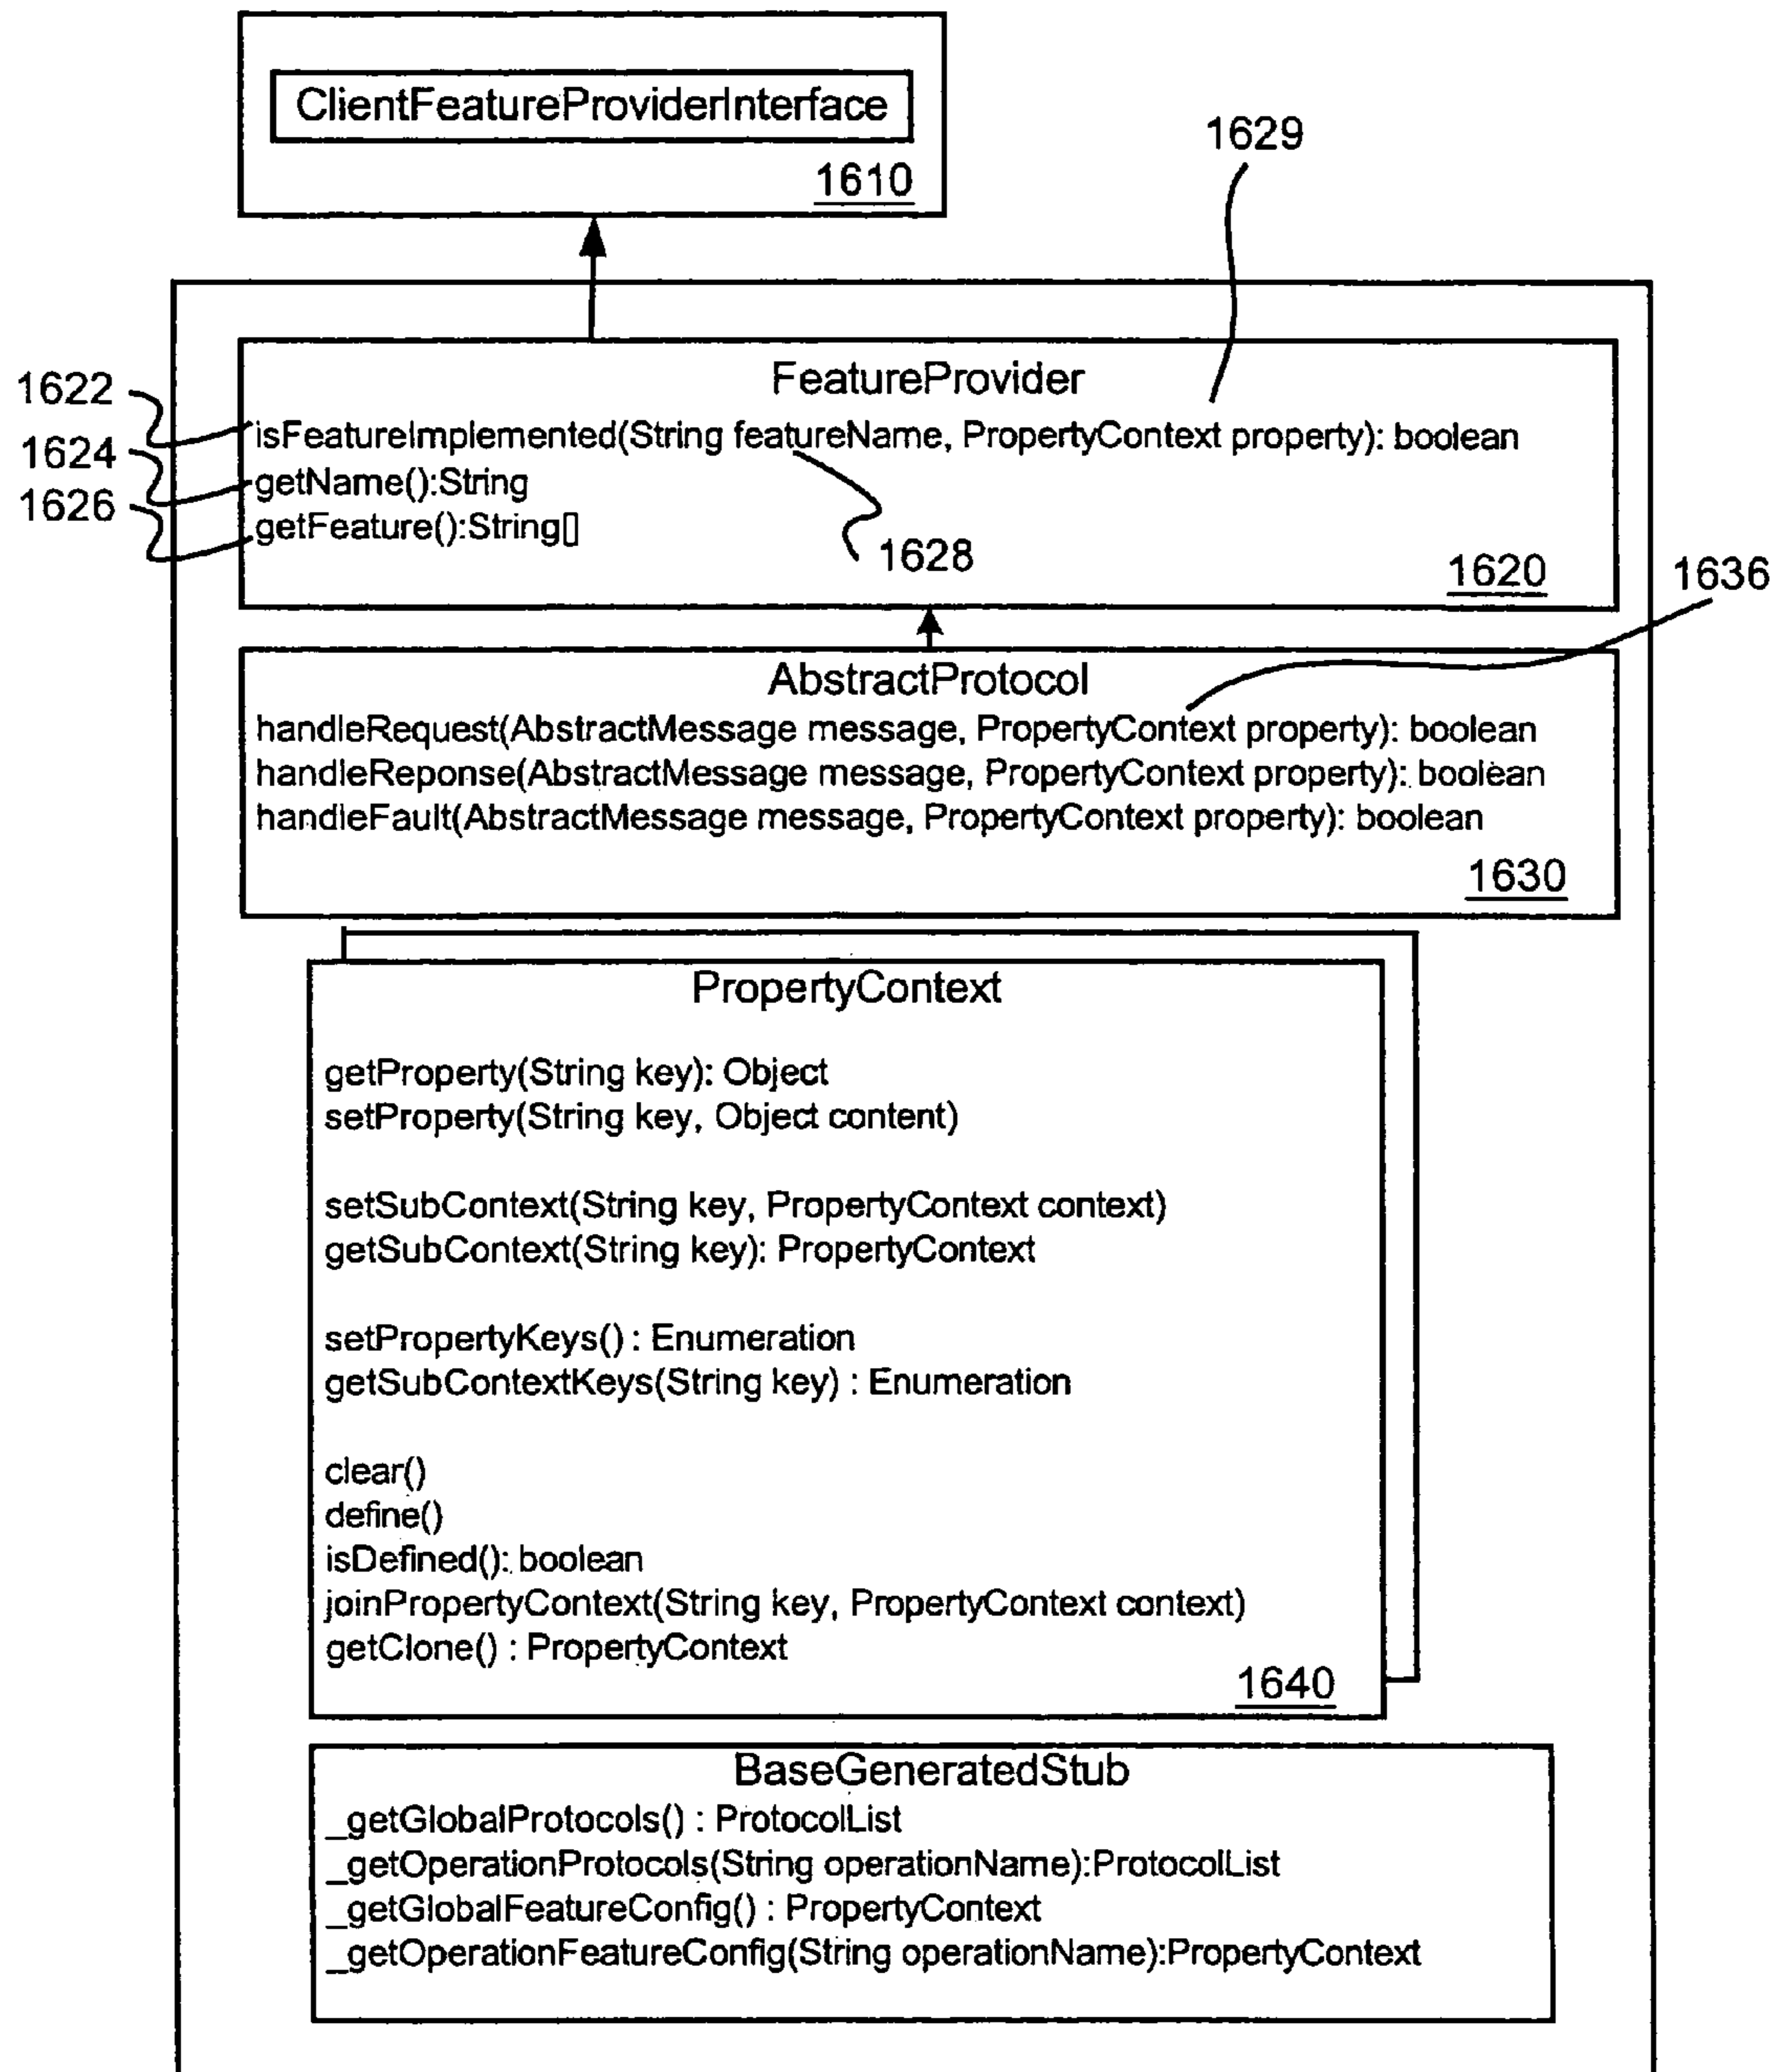 ClientFeatureProviderInterface
1610
1629
FeatureProvider
1622
isFeatureImplemented(String featureName, PropertyContext property): boolean
1624
getName():String
1626
getFeature():String[]
1628
1620
1636
AbstractProtocol
handleRequest(AbstractMessage message, PropertyContext property): boolean
handleReponse(AbstractMessage message, PropertyContext property): boolean
handleFault(AbstractMessage message, PropertyContext property): boolean
1630
PropertyContext
getProperty(String key): Object
setProperty(String key, Object content)
setSubContext(String key, PropertyContext context)
getSubContext(String key): PropertyContext
setPropertyKeys() : Enumeration
getSubContextKeys(String key) : Enumeration
clear()
define()
isDefined(): boolean
joinPropertyContext(String key, PropertyContext context)
getClone() : PropertyContext
1640
BaseGeneratedStub
_getGlobalProtocols() : ProtocolList
_getOperationProtocols(String operationName):ProtocolList
_getGlobalFeatureConfig() : PropertyContext
_getOperationFeatureConfig(String operationName):PropertyContext